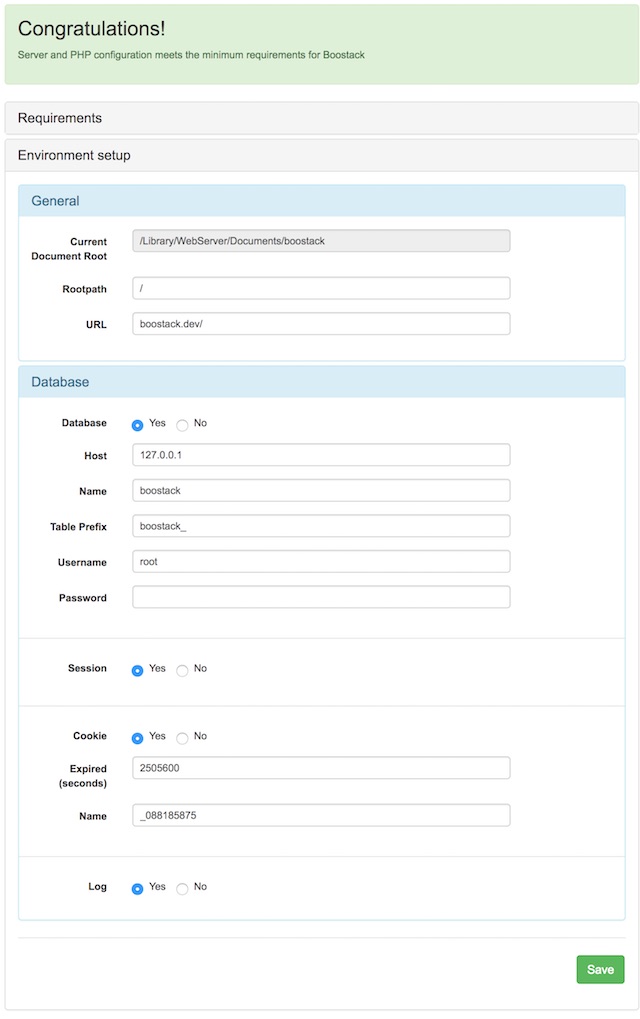 Congratulations!
Server and PHP configuration meets the minimum requirements for Boostack
Requirements
Environment setup
General
Current
Document Root
/Library/WebServer/Documents/boostack
Rootpath
/
URL
boostack.dev/
Database
Database Yes No
Host
127.0.0.1
Name
boostack
Table Prefix
boostack_
Username
root
Password
Session Yes No
Cookie Yes No
Expired
(seconds)
2505600
Name
_088185875
Log Yes No
Save